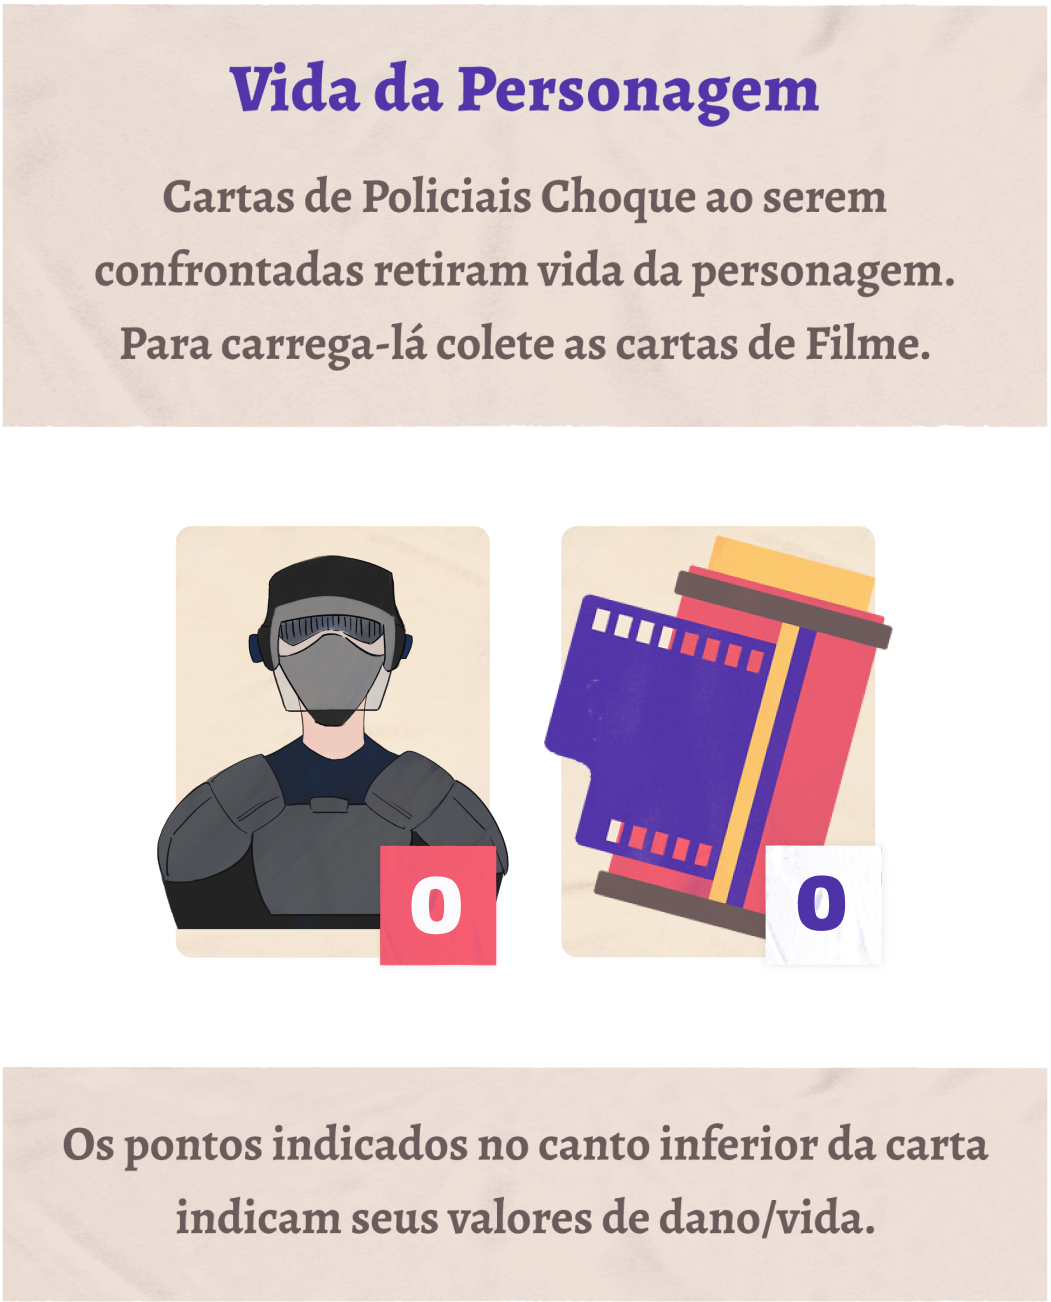 Vida da Personagem
Cartas de Policiais Choque ao serem
confrontadas retiram vida da personagem.
Para carrega-lá colete as cartas de Filme.
0
0
Os pontos indicados no canto inferior da carta
indicam seus valores de dano/vida.